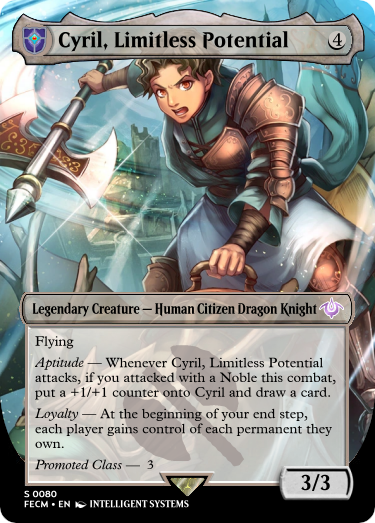 Cyril, Limitless Potential 4
Legendary Creature — Human Citizen Dragon Knight
Flying
Aptitude — Whenever Cyril, Limitless Potential
attacks, if you attacked with a Noble this combat,
put a +1/+1 counter onto Cyril and draw a card.
Loyalty — At the beginning of your end step,
each player gains control of each permanent they
own.
Promoted Class — 3
3/3
S 0080
FECM • EN INTELLIGENT SYSTEMS